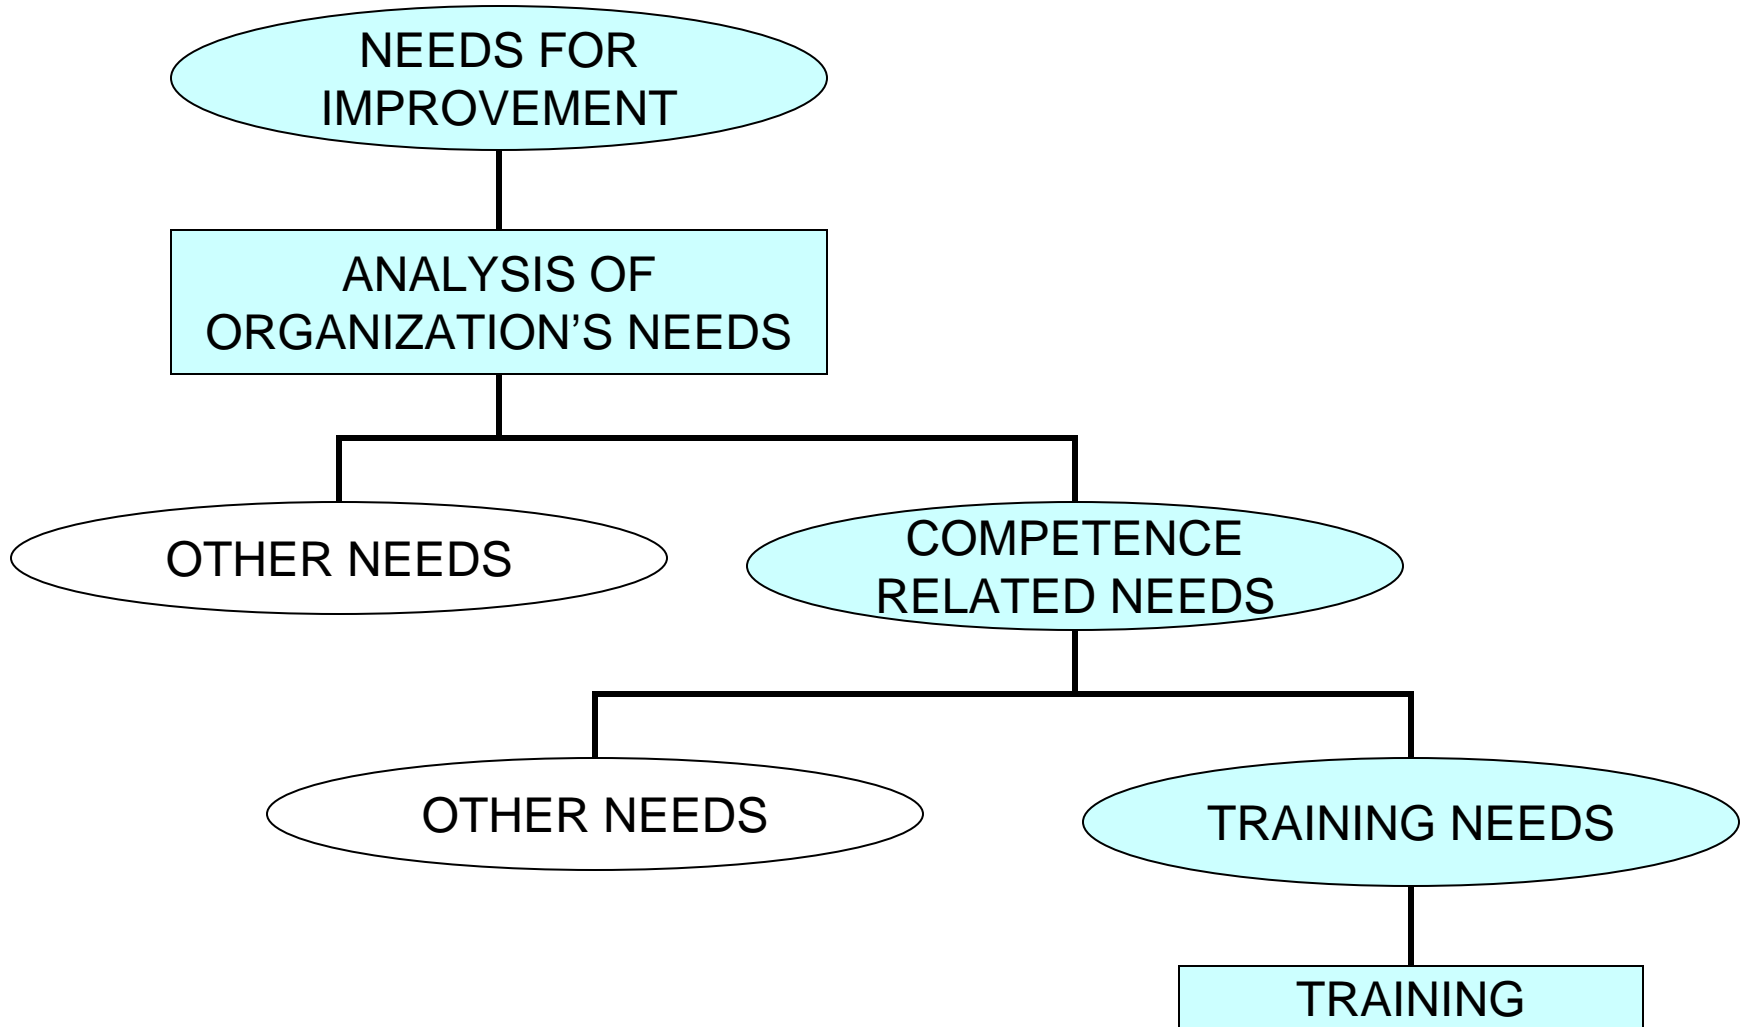 NEEDS FOR
IMPROVEMENT
ANALYSIS OF
ORGANIZATION’S NEEDS
OTHER NEEDS
COMPETENCE
RELATED NEEDS
OTHER NEEDS
TRAINING NEEDS
TRAINING